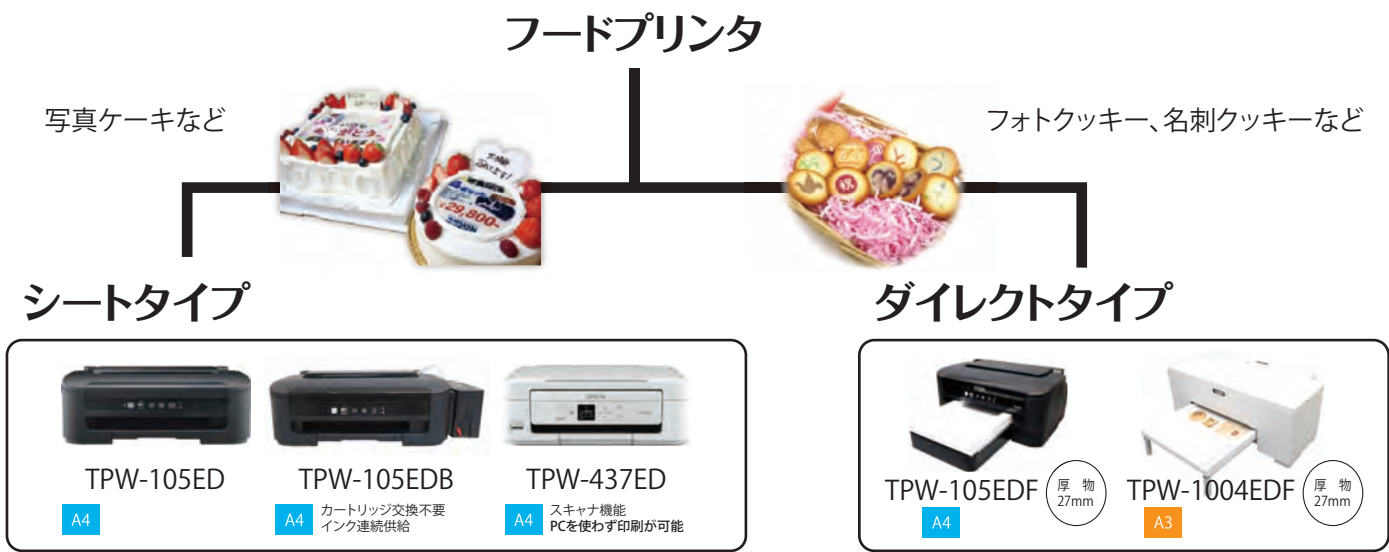 フードプリンタ
写真ケーキなど
フォトクッキー、名刺クッキーなど
¥29,800-
祝
シートタイプ
ダイレクトタイプ
EPSON
TPW-105ED
A4
TPW-105EDB
A4
カートリッジ交換不要
インク連続供給
TPW-437ED
A4
スキャナ機能
PCを使わず印刷が可能
TPW-105EDF
厚 物
27mm
A4
TPW-1004EDF
厚 物
27mm
A3